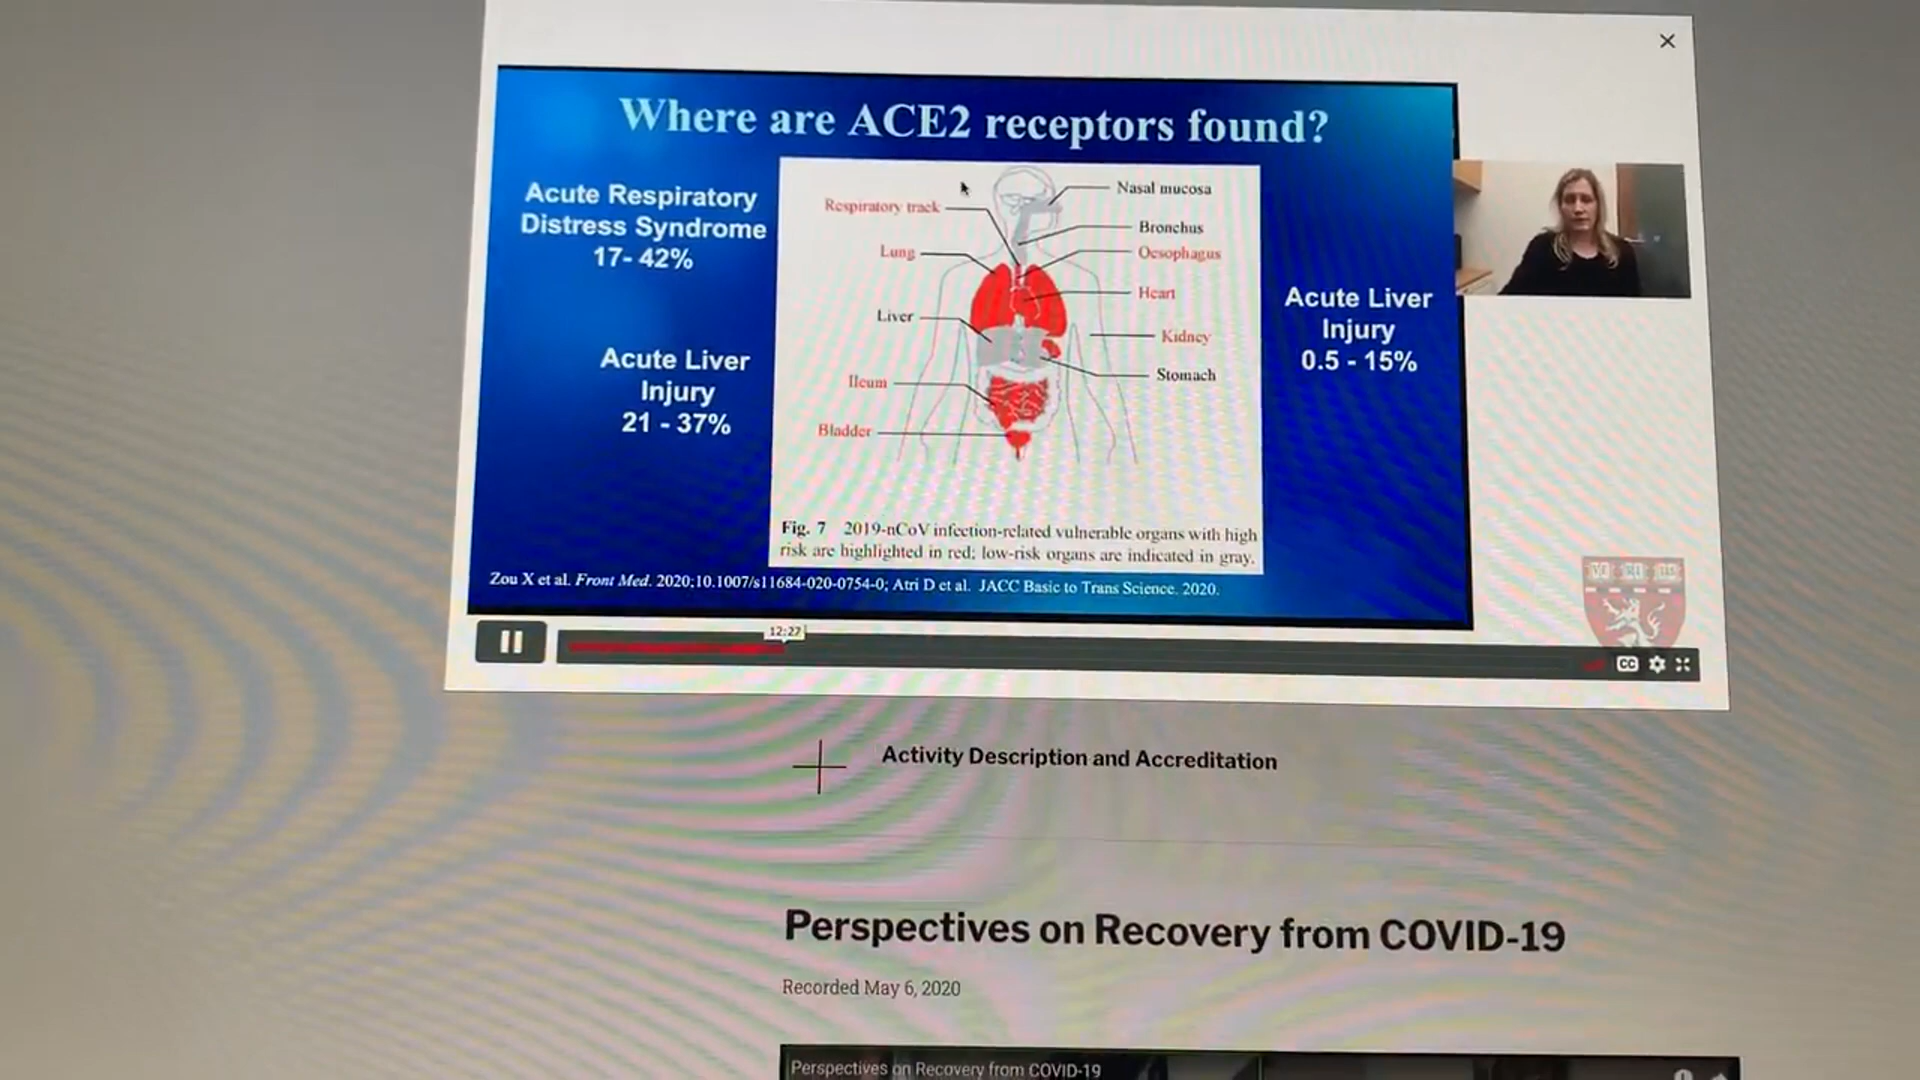 Where are ACE2 receptors found?
Acute Respiratory
Distress Syndrome
17- 42%
Acute Liver
Injury
21 - 37%
Respiratory track
Lung
Liver
Ileum
Bladder
Nasal mucosa
Bronchus
Oesophagus
Heart
Kidney
Stomach
Acute Liver
Injury
0.5 - 15%
Fig. 7 2019-nCoV infection-related vulnerable organs with high
risk are highlighted in red; low-risk organs are indicated in gray.
Zou X et al. Front Med. 2020;10.1007/s11684-020-0754-0; Atri D et al. JACC Basic to Trans Science. 2020.
12:27
CC
Activity Description and Accreditation
Perspectives on Recovery from COVID-19
Recorded May 6, 2020
Perspectives on Recovery from COVID-19